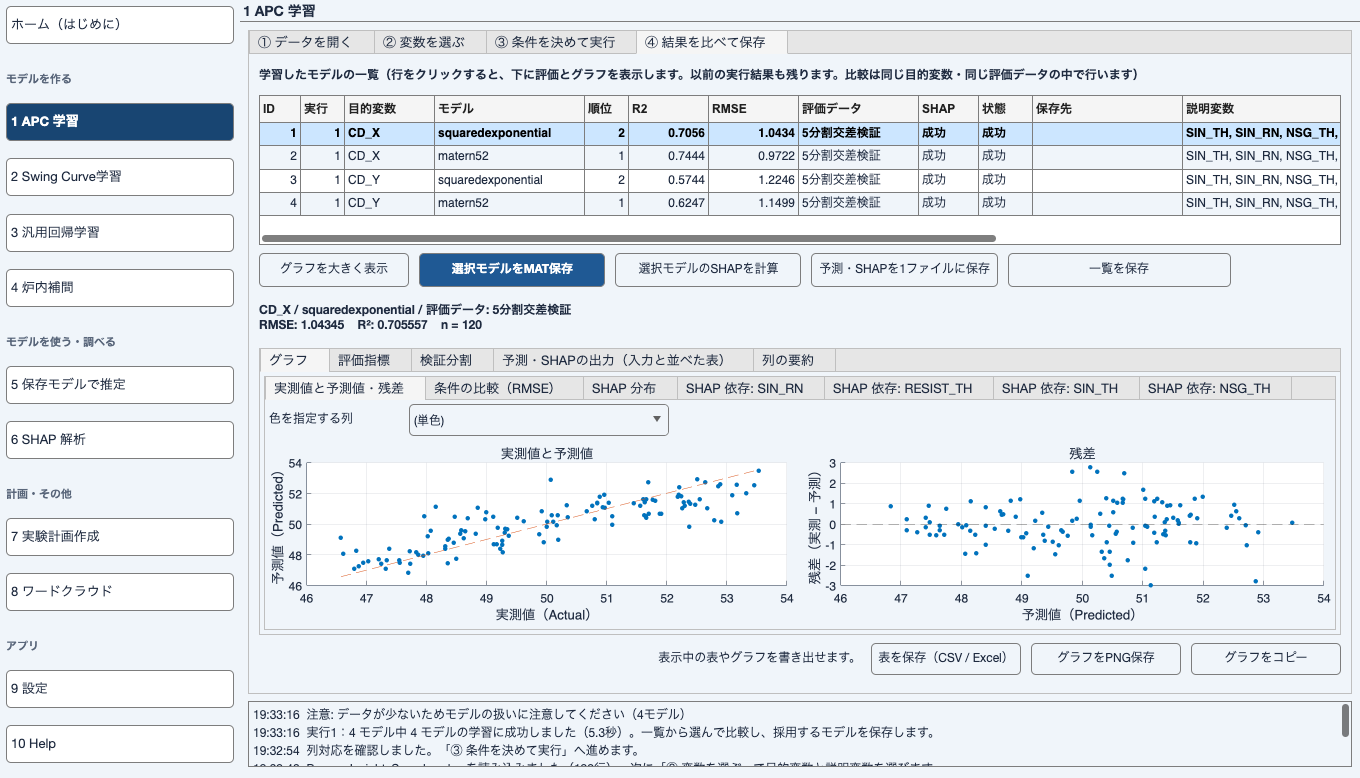 ホーム（はじめに）
モデルを作る
1 APC 学習
2 Swing Curve学習
3 汎用回帰学習
4 炉内補間
モデルを使う・調べる
5 保存モデルで推定
6 SHAP 解析
計画・その他
7 実験計画作成
8 ワードクラウド
アプリ
9 設定
10 Help
1 APC 学習
① データを開く ② 変数を選ぶ ③ 条件を決めて実行 ④ 結果を比べて保存
学習したモデルの一覧（行をクリックすると、下に評価とグラフを表示します。以前の実行結果も残ります。比較は同じ目的変数・同じ評価データの中で行います）
ID 実行 目的変数 モデル 順位 R2 RMSE 評価データ SHAP 状態 保存先 説明変数
1 1 CD_X squaredexponential 2 0.7056 1.0434 5分割交差検証 成功 成功 SIN_TH, SIN_RN, NSG_TH,
2 1 CD_X matern52 1 0.7444 0.9722 5分割交差検証 成功 成功 SIN_TH, SIN_RN, NSG_TH,
3 1 CD_Y squaredexponential 2 0.5744 1.2246 5分割交差検証 成功 成功 SIN_TH, SIN_RN, NSG_TH,
4 1 CD_Y matern52 1 0.6247 1.1499 5分割交差検証 成功 成功 SIN_TH, SIN_RN, NSG_TH,
グラフを大きく表示 選択モデルをMAT保存 選択モデルのSHAPを計算 予測・SHAPを1ファイルに保存 一覧を保存
CD_X / squaredexponential / 評価データ: 5分割交差検証
RMSE: 1.04345 R²: 0.705557 n = 120
グラフ 評価指標 検証分割 予測・SHAPの出力（入力と並べた表） 列の要約
実測値と予測値・残差 条件の比較（RMSE） SHAP 分布 SHAP 依存: SIN_RN SHAP 依存: RESIST_TH SHAP 依存: SIN_TH SHAP 依存: NSG_TH
色を指定する列 (単色)
実測値と予測値
予測値（Predicted）
54
52
50
48
46
46 47 48 49 50 51 52 53 54
実測値（Actual）
残差
残差（実測 − 予測）
3
2
1
0
-1
-2
-3
46 47 48 49 50 51 52 53 54
予測値（Predicted）
表示中の表やグラフを書き出せます。 表を保存（CSV / Excel） グラフをPNG保存 グラフをコピー
19:33:16 注意: データが少ないためモデルの扱いに注意してください（4モデル）
19:33:16 実行1：4 モデル中 4 モデルの学習に成功しました（5.3秒）。一覧から選んで比較し、採用するモデルを保存します。
19:32:54 列対応を確認しました。「③ 条件を決めて実行」へ進めます。